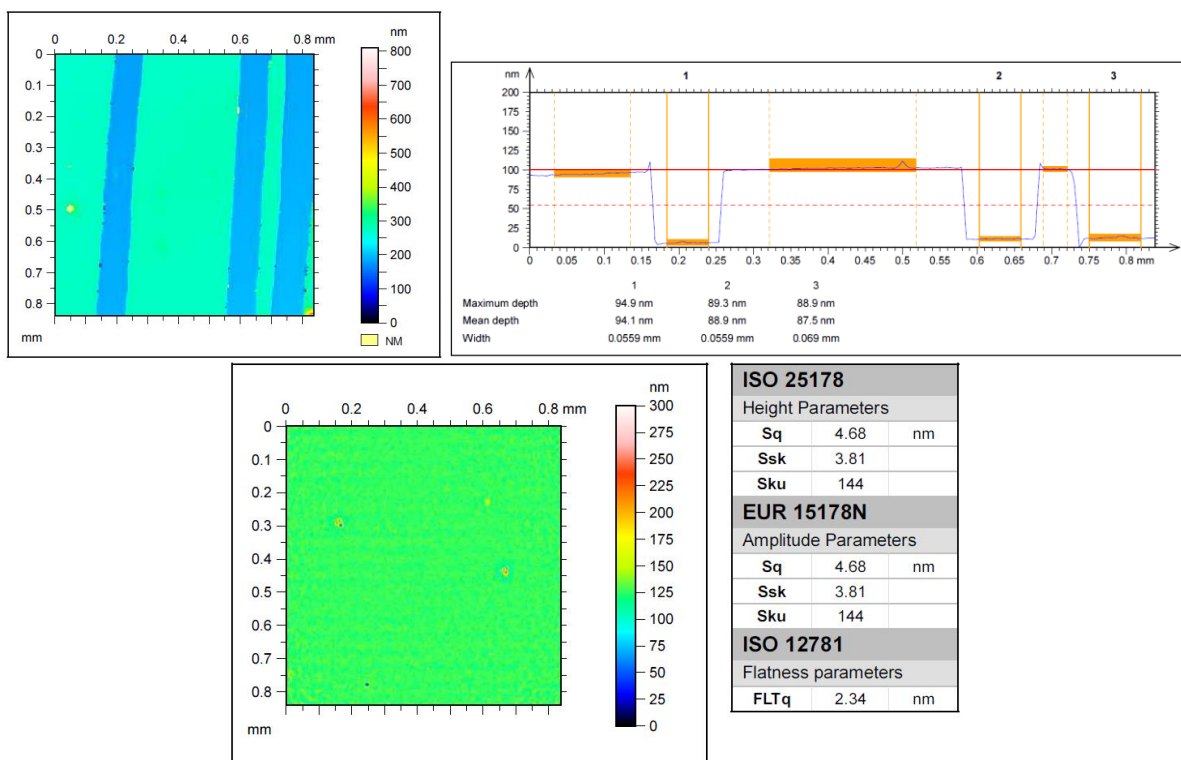 nm
0 0.2 0.4 0.6 0.8 mm
0
0.1
0.2
0.3
0.4
0.5
0.6
0.7
0.8
mm
800
700
600
500
400
300
200
100
0
NM
nm 1 2 3
200
175
150
125
100
75
50
25
0
0 0.05 0.1 0.15 0.2 0.25 0.3 0.35 0.4 0.45 0.5 0.55 0.6 0.65 0.7 0.75 0.8 mm
1 2 3
Maximum depth 94.9 nm 89.3 nm 88.9 nm
Mean depth 94.1 nm 88.9 nm 87.5 nm
Width 0.0559 mm 0.0559 mm 0.069 mm
nm
0 0.2 0.4 0.6 0.8 mm
0
0.1
0.2
0.3
0.4
0.5
0.6
0.7
0.8
mm
300
275
250
225
200
175
150
125
100
75
50
25
0
ISO 25178
Height Parameters
Sq 4.68 nm
Ssk 3.81
Sku 144
EUR 15178N
Amplitude Parameters
Sq 4.68 nm
Ssk 3.81
Sku 144
ISO 12781
Flatness parameters
FLTq 2.34 nm